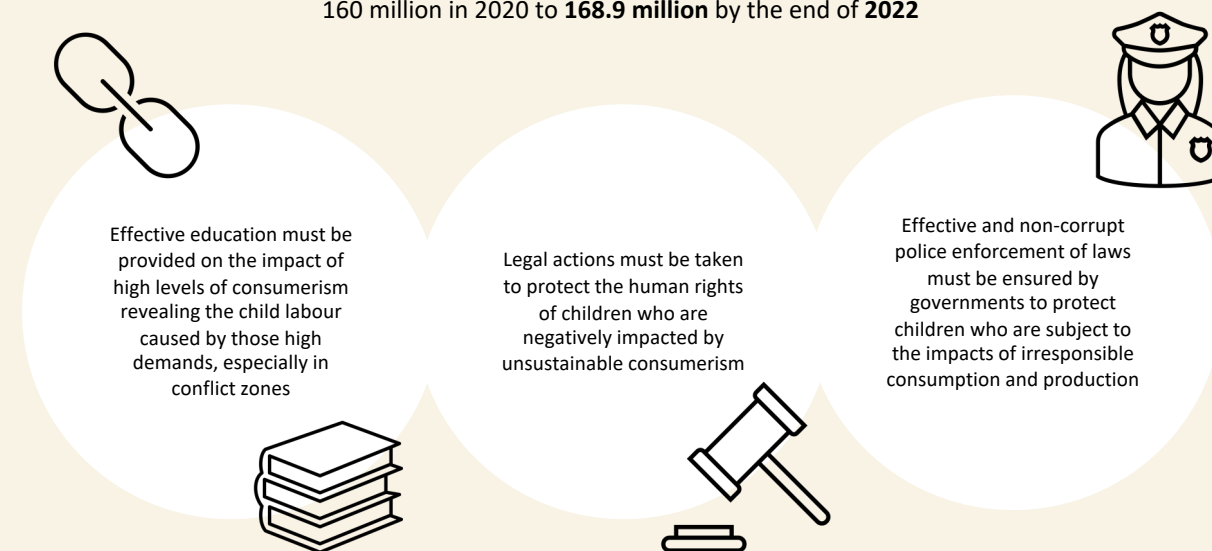 160 million in 2020 to 168.9 million by the end of 2022
Effective education must be
provided on the impact of
high levels of consumerism
revealing the child labour
caused by those high
demands, especially in
conflict zones
Legal actions must be taken
to protect the human rights
of children who are
negatively impacted by
unsustainable consumerism
Effective and non-corrupt
police enforcement of laws
must be ensured by
governments to protect
children who are subject to
the impacts of irresponsible
consumption and production